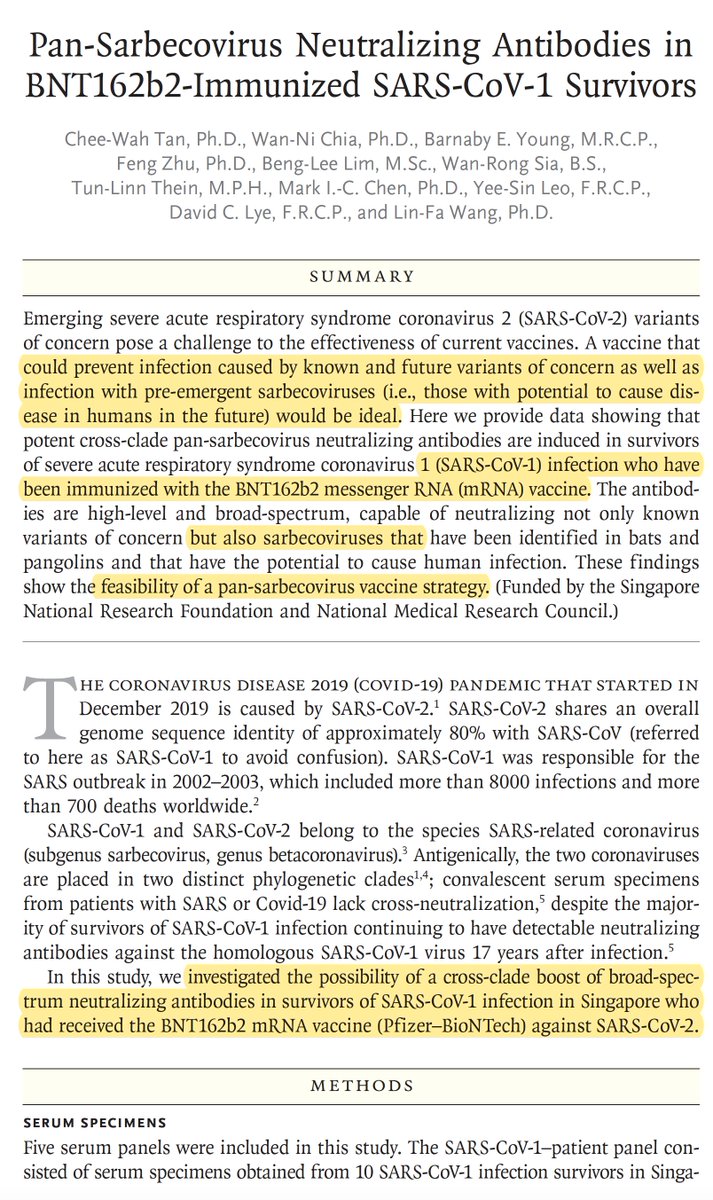 Pan-Sarbecovirus Neutralizing Antibodies in
BNT162b2-Immunized SARS-CoV-1 Survivors
Chee-Wah Tan, Ph.D., Wan-Ni Chia, Ph.D., Barnaby E. Young, M.R.C.P.,
Feng Zhu, Ph.D., Beng-Lee Lim, M.Sc., Wan-Rong Sia, B.S.,
Tun-Linn Thein, M.P.H., Mark I.-C. Chen, Ph.D., Yee-Sin Leo, F.R.C.P.,
David C. Lye, F.R.C.P., and Lin-Fa Wang, Ph.D.
SUMMARY
Emerging severe acute respiratory syndrome coronavirus 2 (SARS-CoV-2) variants
of concern pose a challenge to the effectiveness of current vaccines. A vaccine that
could prevent infection caused by known and future variants of concern as well as
infection with pre-emergent sarbecoviruses (i.e., those with potential to cause dis-
ease in humans in the future) would be ideal. Here we provide data showing that
potent cross-clade pan-sarbecovirus neutralizing antibodies are induced in survivors
of severe acute respiratory syndrome coronavirus 1 (SARS-CoV-1) infection who have
been immunized with the BNT162b2 messenger RNA (mRNA) vaccine. The antibod-
ies are high-level and broad-spectrum, capable of neutralizing not only known
variants of concern but also sarbecoviruses that have been identified in bats and
pangolins and that have the potential to cause human infection. These findings
show the feasibility of a pan-sarbecovirus vaccine strategy. (Funded by the Singapore
National Research Foundation and National Medical Research Council.)
THE CORONAVIRUS DISEASE 2019 (COVID-19) PANDEMIC THAT STARTED IN
December 2019 is caused by SARS-CoV-2.1 SARS-CoV-2 shares an overall
genome sequence identity of approximately 80% with SARS-CoV (referred
to here as SARS-CoV-1 to avoid confusion). SARS-CoV-1 was responsible for the
SARS outbreak in 2002–2003, which included more than 8000 infections and more
than 700 deaths worldwide.2
SARS-CoV-1 and SARS-CoV-2 belong to the species SARS-related coronavirus
(subgenus sarbecovirus, genus betacoronavirus).3 Antigenically, the two coronaviruses
are placed in two distinct phylogenetic clades1,4; convalescent serum specimens
from patients with SARS or Covid-19 lack cross-neutralization,5 despite the major-
ity of survivors of SARS-CoV-1 infection continuing to have detectable neutralizing
antibodies against the homologous SARS-CoV-1 virus 17 years after infection.5
In this study, we investigated the possibility of a cross-clade boost of broad-spec-
trum neutralizing antibodies in survivors of SARS-CoV-1 infection in Singapore who
had received the BNT162b2 mRNA vaccine (Pfizer–BioNTech) against SARS-CoV-2.
METHODS
SERUM SPECIMENS
Five serum panels were included in this study. The SARS-CoV-1–patient panel con-
sisted of serum specimens obtained from 10 SARS-CoV-1 infection survivors in Singa-